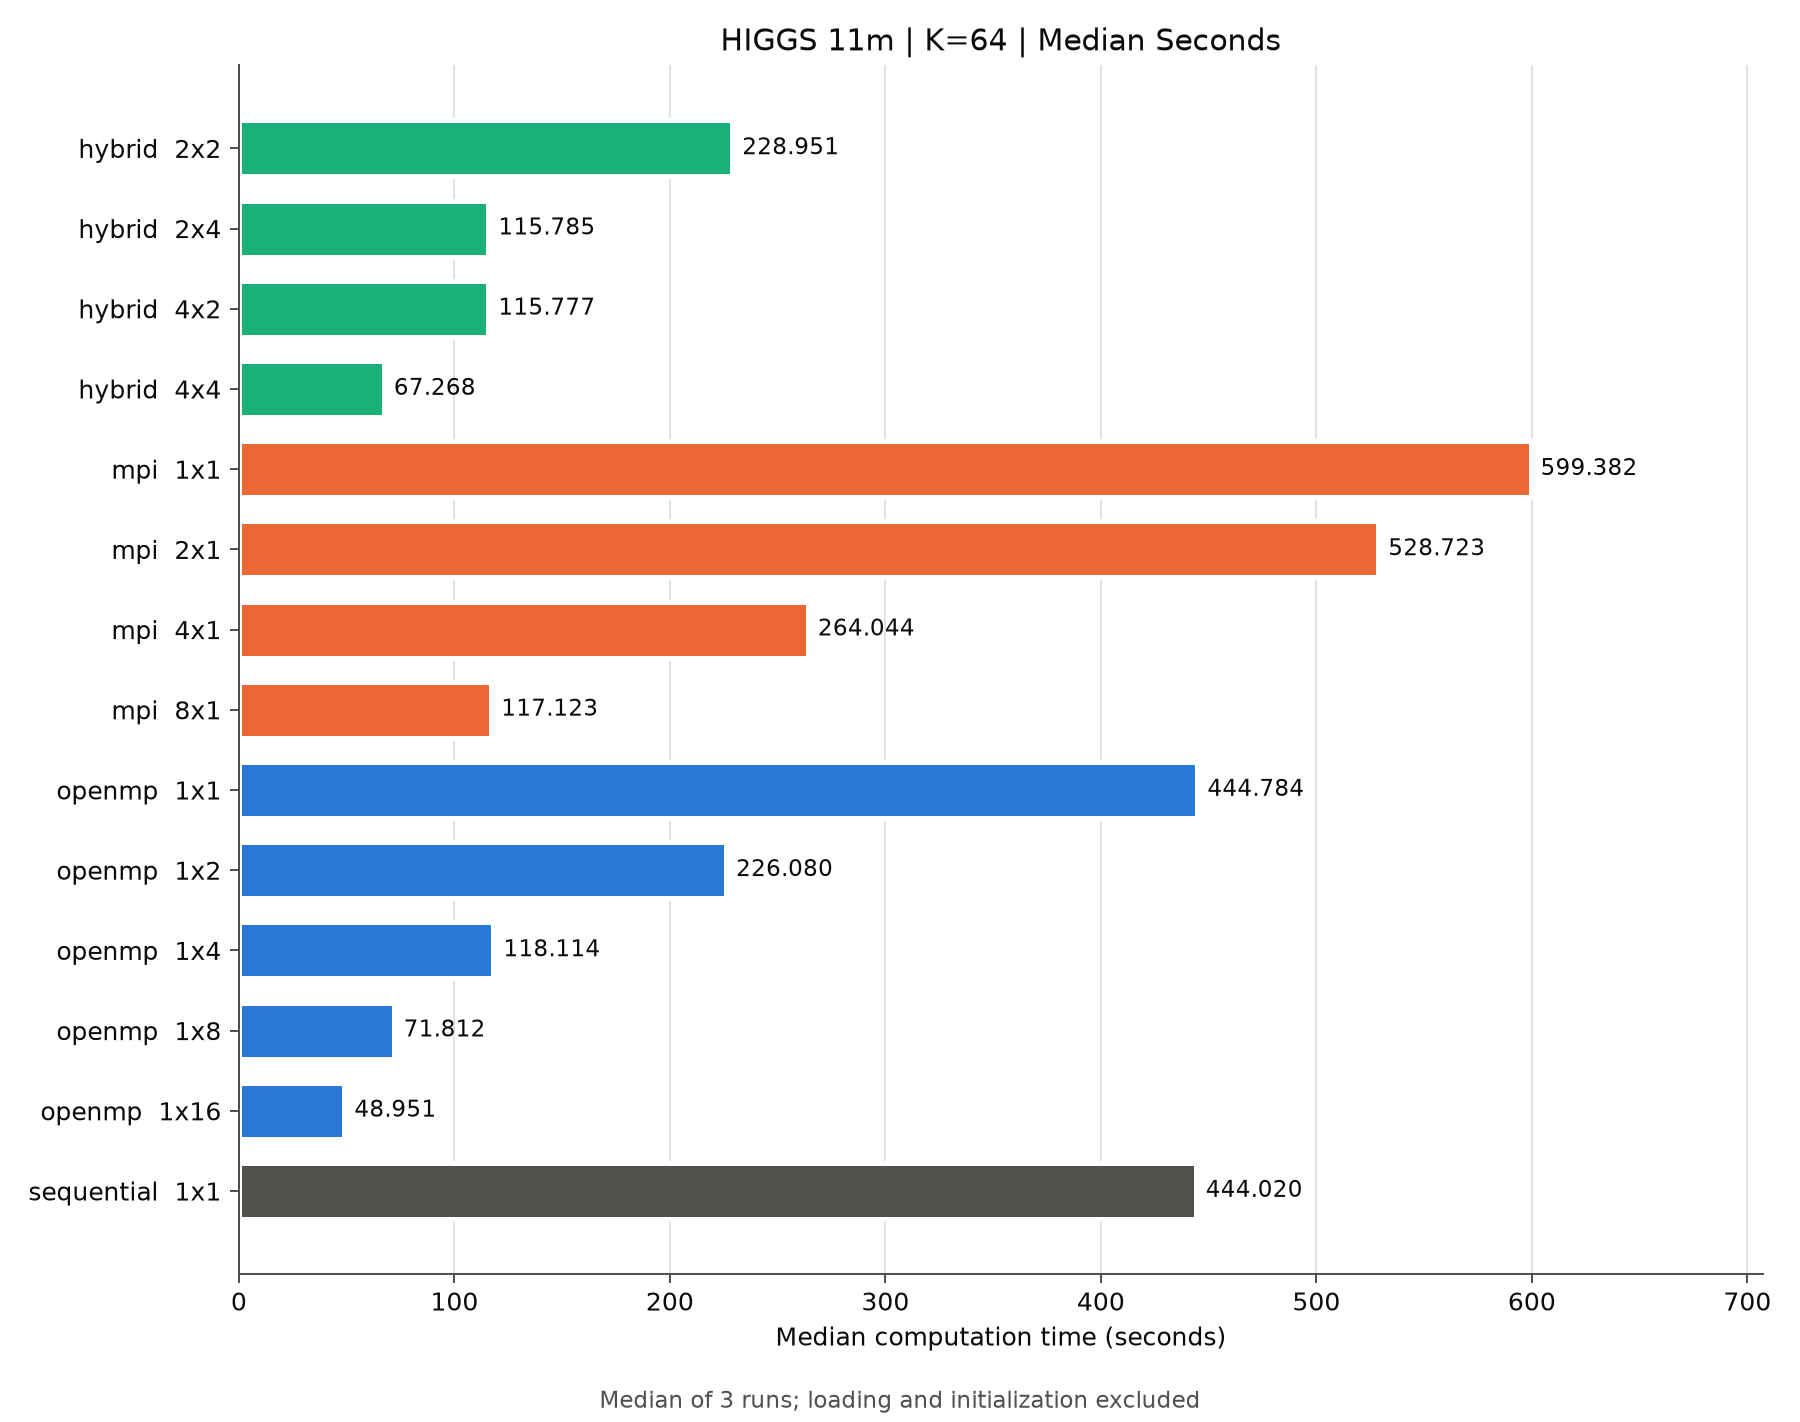 HIGGS 11m | K=64 | Median Seconds
hybrid 2x2 228.951
hybrid 2x4 115.785
hybrid 4x2 115.777
hybrid 4x4 67.268
mpi 1x1 599.382
mpi 2x1 528.723
mpi 4x1 264.044
mpi 8x1 117.123
openmp 1x1 444.784
openmp 1x2 226.080
openmp 1x4 118.114
openmp 1x8 71.812
openmp 1x16 48.951
sequential 1x1 444.020
0 100 200 300 400 500 600 700
Median computation time (seconds)
Median of 3 runs; loading and initialization excluded